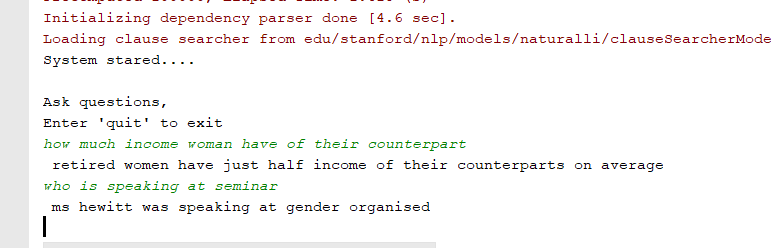 Initializing dependency parser done [4.6 sec].
Loading clause searcher from edu/stanford/nlp/models/naturalli/clauseSearcherMode
System stared....
Ask questions,
Enter 'quit' to exit
how much income woman have of their counterpart
retired women have just half income of their counterparts on average
who is speaking at seminar
ms hewitt was speaking at gender organised